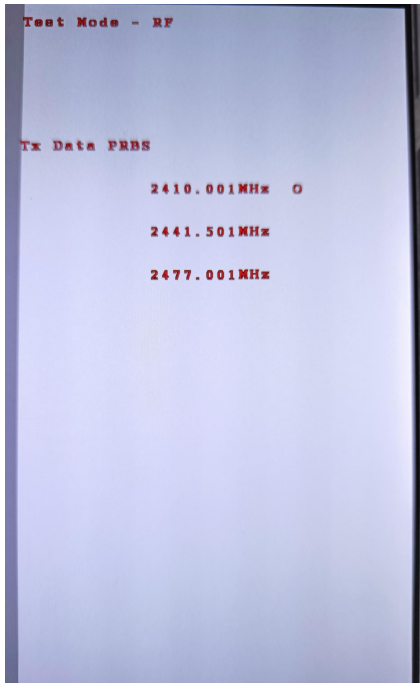 Test Mode - RF
Tx Data PRBS
2410.001MHz O
2441.501MHz
2477.001MHz